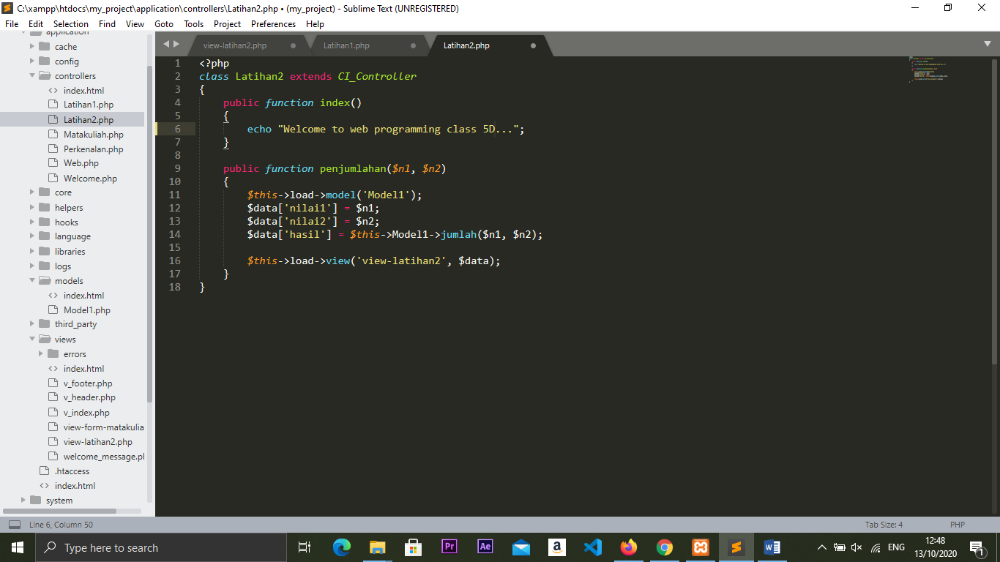 C:\xampp\htdocs\my_project\application\controllers\Latihan2.php • (my_project) - Sublime Text (UNREGISTERED)
File Edit Selection Find View Goto Tools Project Preferences Help
application
cache
config
controllers
index.html
Latihan1.php
Latihan2.php
Matakuliah.php
Perkenalan.php
Web.php
Welcome.php
core
helpers
hooks
language
libraries
logs
models
index.html
Model1.php
third_party
views
errors
index.html
v_footer.php
v_header.php
v_index.php
view-form-matakulia
view-latihan2.php
welcome_message.pl
.htaccess
index.html
system
view-latihan2.php Latihan1.php Latihan2.php
1 <?php
2 class Latihan2 extends CI_Controller
3 {
4 public function index()
5 {
6 echo "Welcome to web programming class 5D...";
7 }
8
9 public function penjumlahan($n1, $n2)
10 {
11 $this->load->model('Model1');
12 $data['nilai1'] = $n1;
13 $data['nilai2'] = $n2;
14 $data['hasil'] = $this->Model1->jumlah($n1, $n2);
15
16 $this->load->view('view-latihan2', $data);
17 }
18 }
Line 6, Column 50 Tab Size: 4 PHP
Type here to search
Pr Ae a W
ENG
12:48
13/10/2020
1